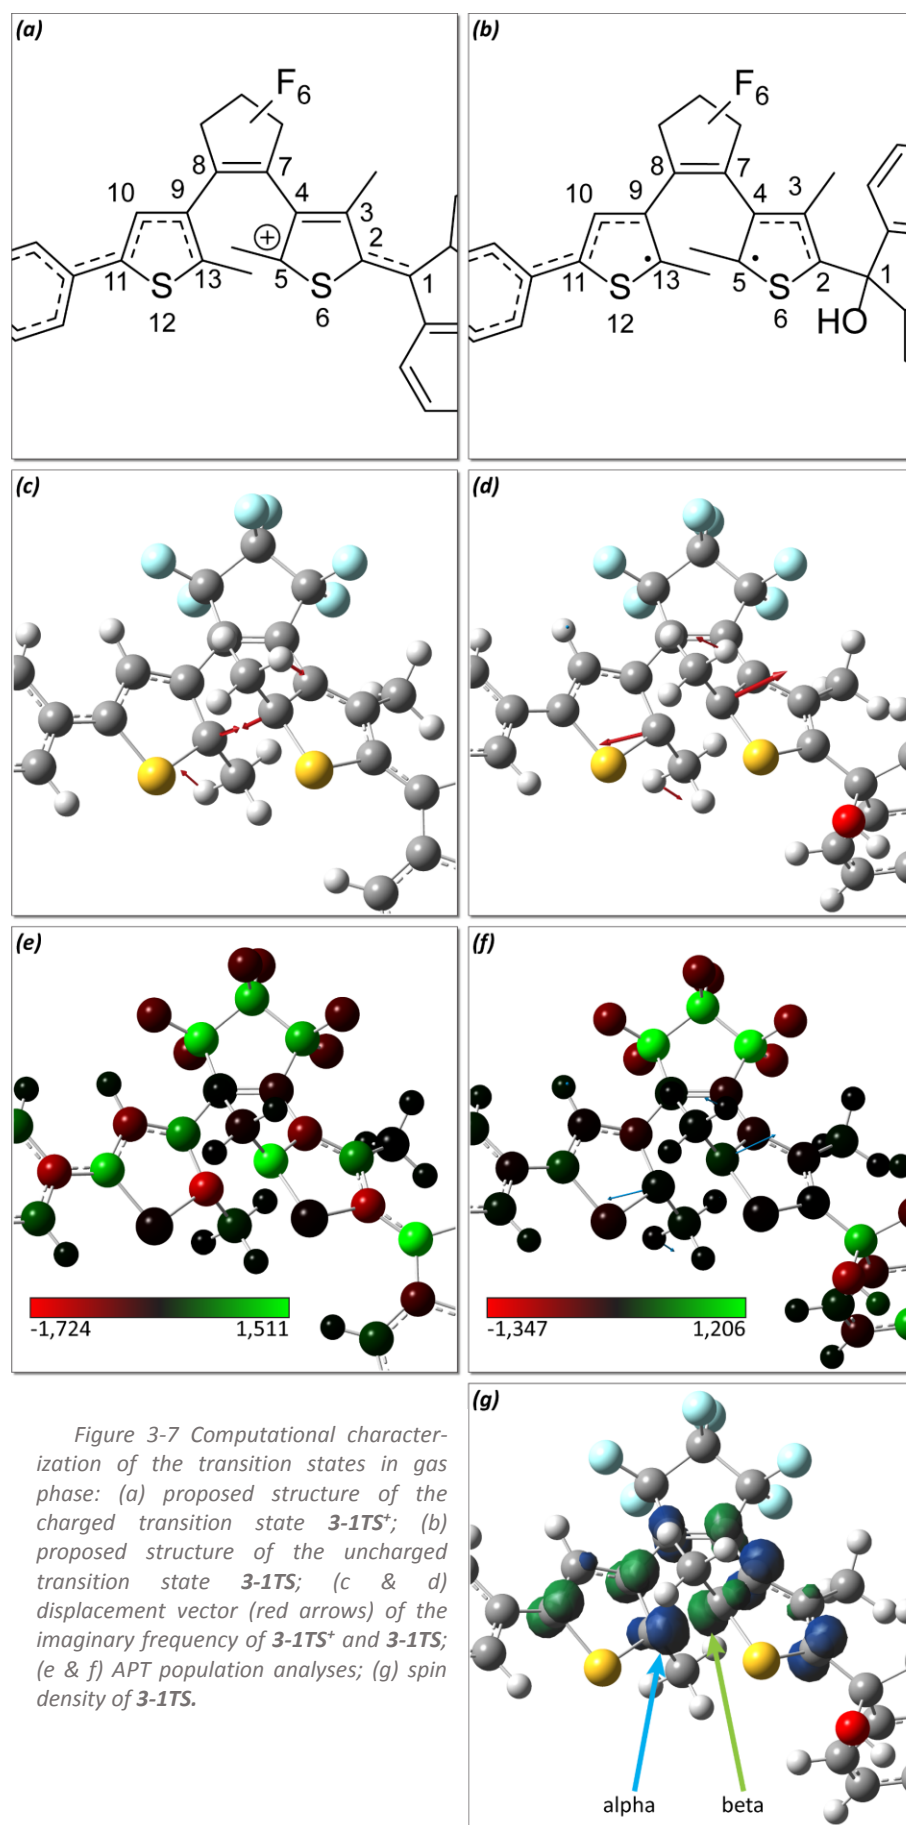 (a)
F6
8
7
10
9
4
3
2
+
11
S
13
5
S
1
12
6
(b)
F6
8
7
10
9
4
3
11
S
13
5
S
2
1
12
6
HO
(c)
(d)
(e)
-1,724
1,511
(f)
-1,347
1,206
(g)
alpha
beta
Figure 3-7 Computational character-
ization of the transition states in gas
phase: (a) proposed structure of the
charged transition state 3-1TS⁺; (b)
proposed structure of the uncharged
transition state 3-1TS; (c & d)
displacement vector (red arrows) of the
imaginary frequency of 3-1TS⁺ and 3-1TS;
(e & f) APT population analyses; (g) spin
density of 3-1TS.